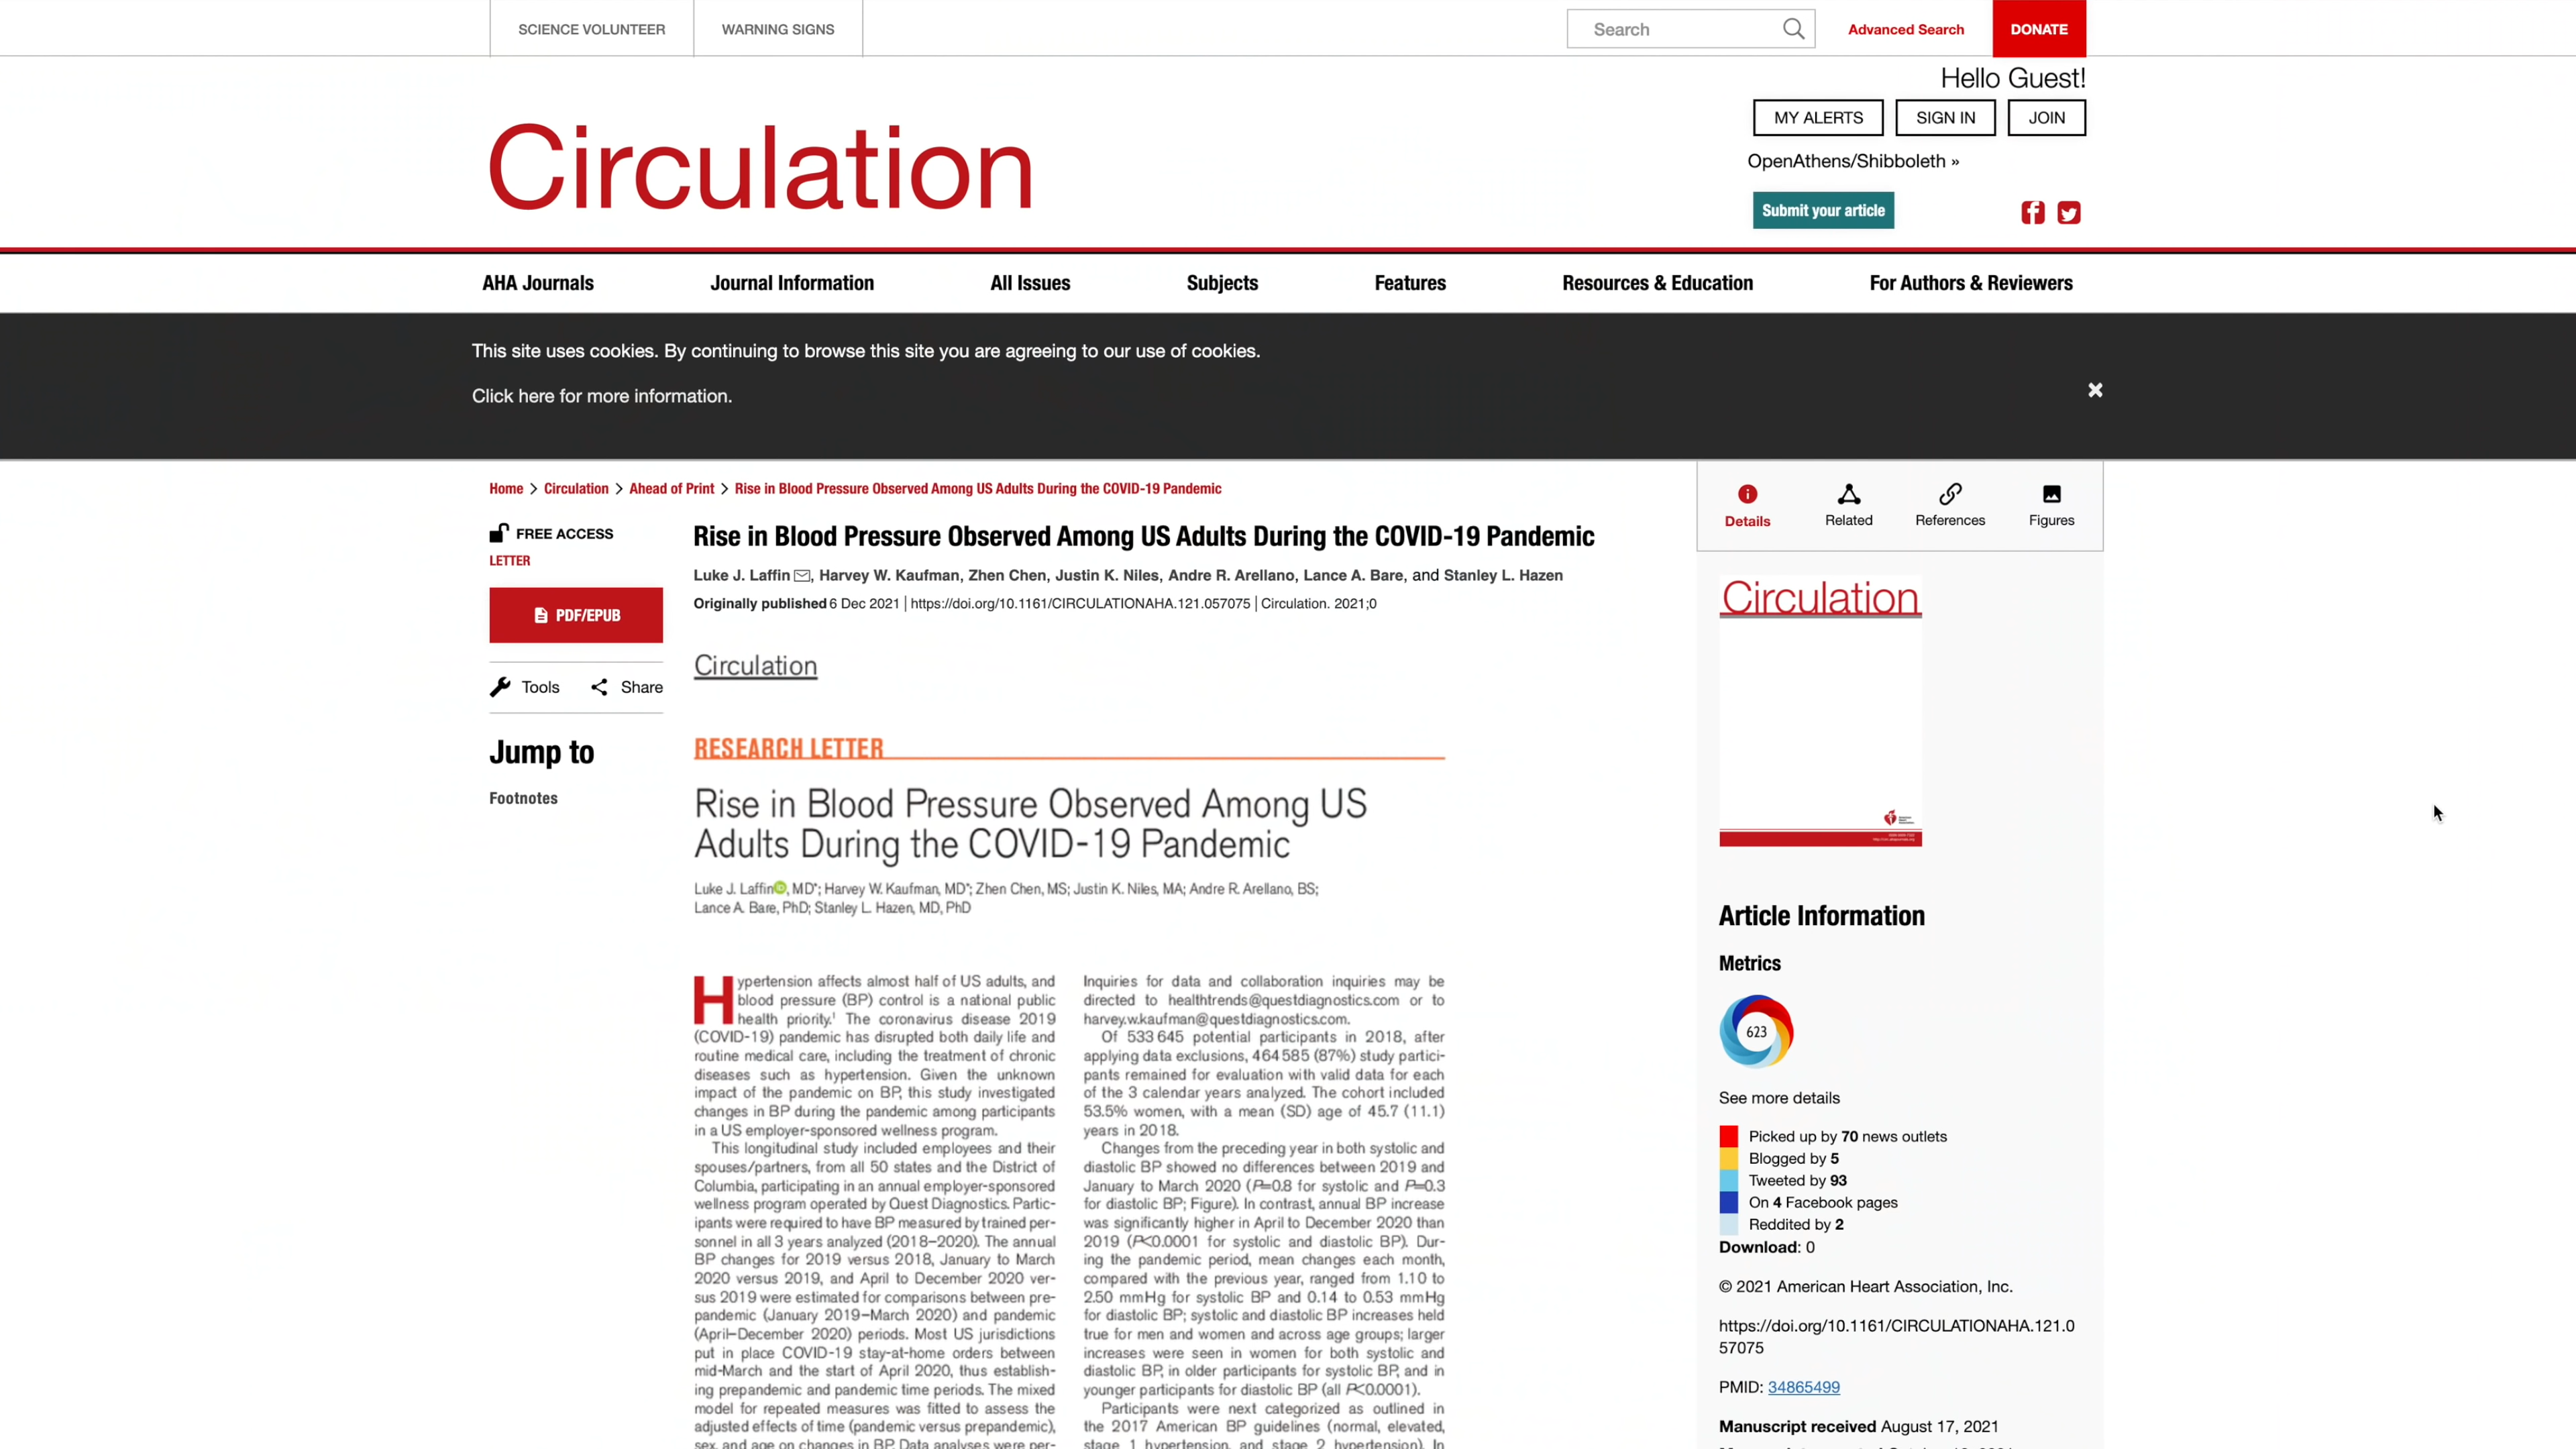 SCIENCE VOLUNTEER
WARNING SIGNS
Search
Advanced Search
DONATE
Hello Guest!
MY ALERTS
SIGN IN
JOIN
Circulation
OpenAthens/Shibboleth »
Submit your article
AHA Journals
Journal Information
All Issues
Subjects
Features
Resources & Education
For Authors & Reviewers
This site uses cookies. By continuing to browse this site you are agreeing to our use of cookies.
Click here for more information.
Home > Circulation > Ahead of Print > Rise in Blood Pressure Observed Among US Adults During the COVID-19 Pandemic
FREE ACCESS
LETTER
PDF/EPUB
Tools
Share
Jump to
Footnotes
Rise in Blood Pressure Observed Among US Adults During the COVID-19 Pandemic
Luke J. Laffin, Harvey W. Kaufman, Zhen Chen, Justin K. Niles, Andre R. Arellano, Lance A. Bare, and Stanley L. Hazen
Originally published 6 Dec 2021 | https://doi.org/10.1161/CIRCULATIONAHA.121.057075 | Circulation. 2021;0
Circulation
RESEARCH LETTER
Rise in Blood Pressure Observed Among US
Adults During the COVID-19 Pandemic
Luke J. Laffin, MD*; Harvey W. Kaufman, MD*; Zhen Chen, MS; Justin K. Niles, MA; Andre R. Arellano, BS;
Lance A. Bare, PhD; Stanley L. Hazen, MD, PhD
Hypertension affects almost half of US adults, and
blood pressure (BP) control is a national public
health priority.¹ The coronavirus disease 2019
(COVID-19) pandemic has disrupted both daily life and
routine medical care, including the treatment of chronic
diseases such as hypertension. Given the unknown
impact of the pandemic on BP, this study investigated
changes in BP during the pandemic among participants
in a US employer-sponsored wellness program.
This longitudinal study included employees and their
spouses/partners, from all 50 states and the District of
Columbia, participating in an annual employer-sponsored
wellness program operated by Quest Diagnostics. Partic-
ipants were required to have BP measured by trained per-
sonnel in all 3 years analyzed (2018–2020). The annual
BP changes for 2019 versus 2018, January to March
2020 versus 2019, and April to December 2020 ver-
sus 2019 were estimated for comparisons between pre-
pandemic (January 2019–March 2020) and pandemic
(April–December 2020) periods. Most US jurisdictions
put in place COVID-19 stay-at-home orders between
mid-March and the start of April 2020, thus establish-
ing prepandemic and pandemic time periods. The mixed
model for repeated measures was fitted to assess the
adjusted effects of time (pandemic versus prepandemic),
sex, and age on changes in BP. Data analyses were per-
Inquiries for data and collaboration inquiries may be
directed to healthtrends@questdiagnostics.com or to
harvey.w.kaufman@questdiagnostics.com.
Of 533 645 potential participants in 2018, after
applying data exclusions, 464 585 (87%) study partici-
pants remained for evaluation with valid data for each
of the 3 calendar years analyzed. The cohort included
53.5% women, with a mean (SD) age of 45.7 (11.1)
years in 2018.
Changes from the preceding year in both systolic and
diastolic BP showed no differences between 2019 and
January to March 2020 (P=0.8 for systolic and P=0.3
for diastolic BP; Figure). In contrast, annual BP increase
was significantly higher in April to December 2020 than
2019 (P<0.0001 for systolic and diastolic BP). Dur-
ing the pandemic period, mean changes each month,
compared with the previous year, ranged from 1.10 to
2.50 mmHg for systolic BP and 0.14 to 0.53 mmHg
for diastolic BP; systolic and diastolic BP increases held
true for men and women and across age groups; larger
increases were seen in women for both systolic and
diastolic BP, in older participants for systolic BP, and in
younger participants for diastolic BP (all P<0.0001).
Participants were next categorized as outlined in
the 2017 American BP guidelines (normal, elevated,
stage 1 hypertension, and stage 2 hypertension). In
Details
Related
References
Figures
Circulation
Article Information
Metrics
623
See more details
Picked up by 70 news outlets
Blogged by 5
Tweeted by 93
On 4 Facebook pages
Reddited by 2
Download: 0
© 2021 American Heart Association, Inc.
https://doi.org/10.1161/CIRCULATIONAHA.121.0
57075
PMID: 34865499
Manuscript received August 17, 2021